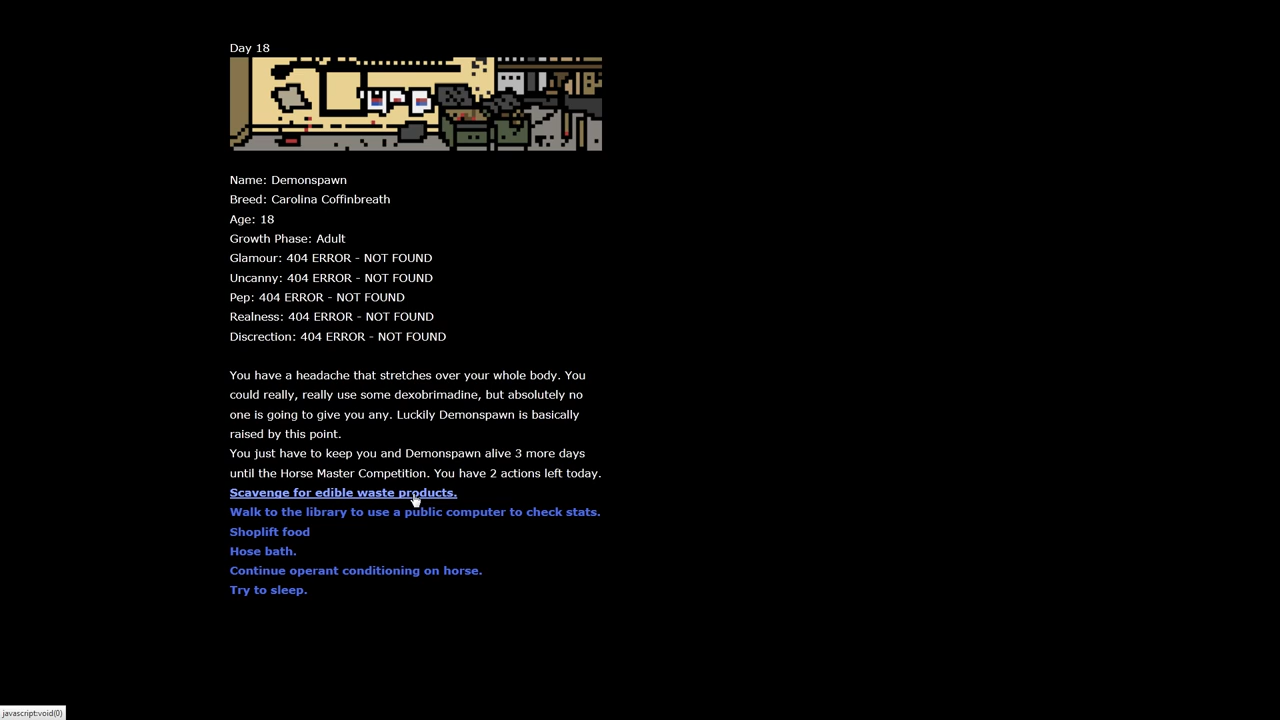 Day 18
Name: Demonspawn
Breed: Carolina Coffinbreath
Age: 18
Growth Phase: Adult
Glamour: 404 ERROR - NOT FOUND
Uncanny: 404 ERROR - NOT FOUND
Pep: 404 ERROR - NOT FOUND
Realness: 404 ERROR - NOT FOUND
Discrection: 404 ERROR - NOT FOUND
You have a headache that stretches over your whole body. You
could really, really use some dexobrimadine, but absolutely no
one is going to give you any. Luckily Demonspawn is basically
raised by this point.
You just have to keep you and Demonspawn alive 3 more days
until the Horse Master Competition. You have 2 actions left today.
Scavenge for edible waste products.
Walk to the library to use a public computer to check stats.
Shoplift food
Hose bath.
Continue operant conditioning on horse.
Try to sleep.
javascript:void(0)